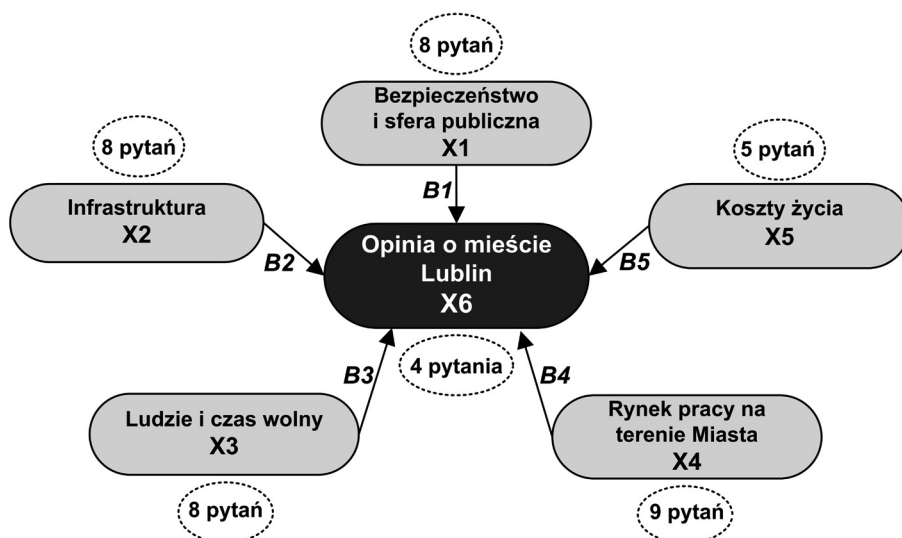 8 pytań
Bezpieczeństwo
i sfera publiczna
X1
B1
8 pytań
Infrastruktura
X2
B2
5 pytań
Koszty życia
X5
B5
Opinia o mieście
Lublin
X6
4 pytania
B3
Ludzie i czas wolny
X3
8 pytań
B4
Rynek pracy na
terenie Miasta
X4
9 pytań